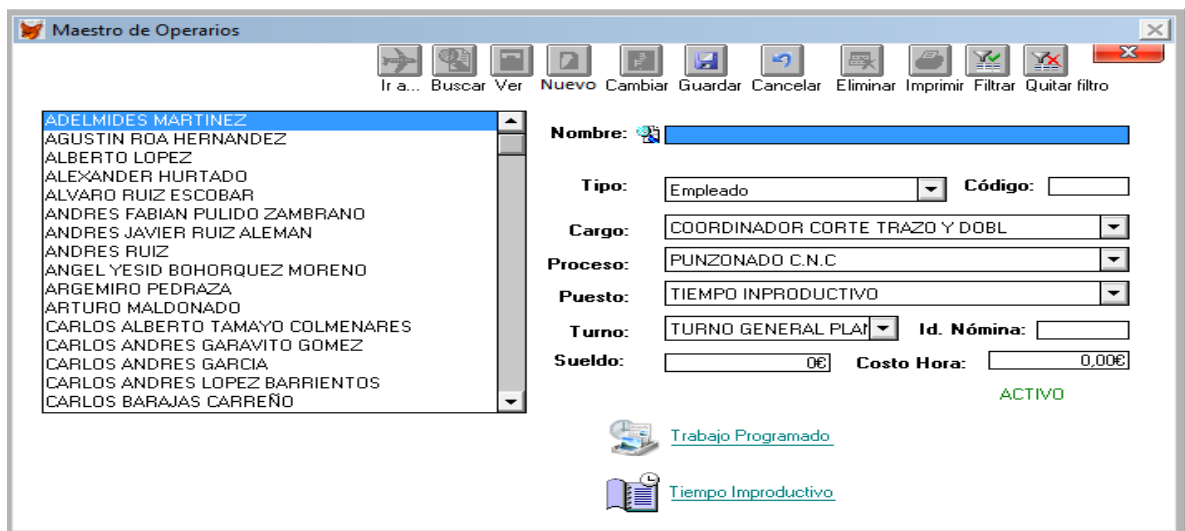 Maestro de Operarios
Ir a... Buscar Ver Nuevo Cambiar Guardar Cancelar Eliminar Imprimir Filtrar Quitar filtro
ADELMIDES MARTINEZ
AGUSTIN ROA HERNANDEZ
ALBERTO LOPEZ
ALEXANDER HURTADO
ALVARO RUIZ ESCOBAR
ANDRES FABIAN PULIDO ZAMBRANO
ANDRES JAVIER RUIZ ALEMAN
ANDRES RUIZ
ANGEL YESID BOHORQUEZ MORENO
ARGEMIRO PEDRAZA
ARTURO MALDONADO
CARLOS ALBERTO TAMAYO COLMENARES
CARLOS ANDRES GARAVITO GOMEZ
CARLOS ANDRES GARCIA
CARLOS ANDRES LOPEZ BARRIENTOS
CARLOS BARAJAS CARREÑO
Nombre:
Tipo: Empleado Código:
Cargo: COORDINADOR CORTE TRAZO Y DOBL
Proceso: PUNZONADO C.N.C
Puesto: TIEMPO INPRODUCTIVO
Turno: TURNO GENERAL PLAN Id. Nómina:
Sueldo: 0€ Costo Hora: 0,00€
ACTIVO
Trabajo Programado
Tiempo Improductivo